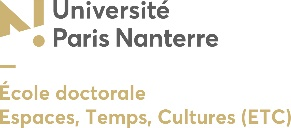 Université
Paris Nanterre
École doctorale
Espaces, Temps, Cultures (ETC)